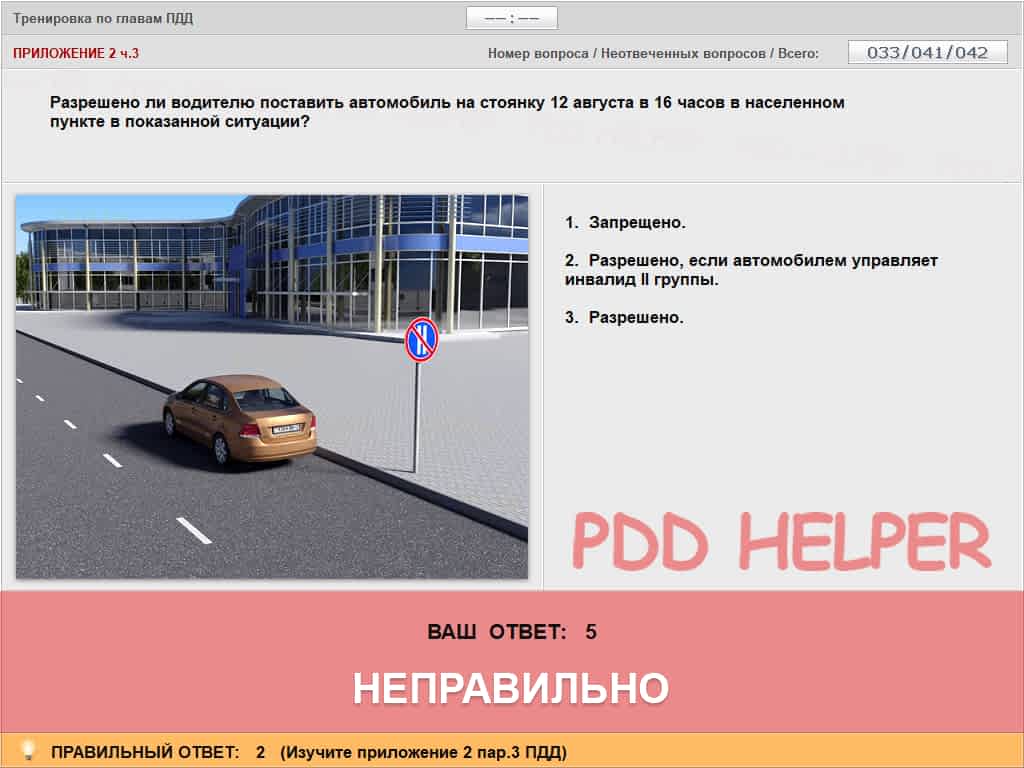 Тренировка по главам ПДД
–– : ––
ПРИЛОЖЕНИЕ 2 ч.3
Номер вопроса / Неотвеченных вопросов / Всего:
033/041/042
Разрешено ли водителю поставить автомобиль на стоянку 12 августа в 16 часов в населенном
пункте в показанной ситуации?
1. Запрещено.
2. Разрешено, если автомобилем управляет
инвалид II группы.
3. Разрешено.
PDD HELPER
ВАШ ОТВЕТ: 5
НЕПРАВИЛЬНО
ПРАВИЛЬНЫЙ ОТВЕТ: 2 (Изучите приложение 2 пар.3 ПДД)